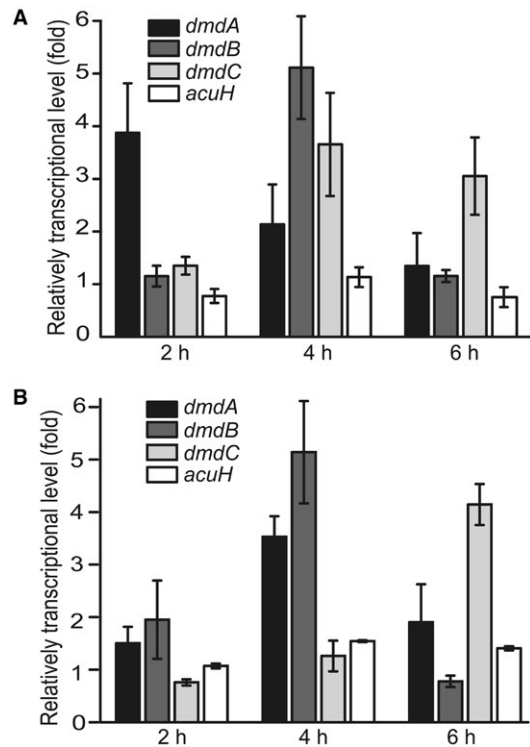 A
Relatively transcriptional level (fold)
6
5
4
3
2
1
0
dmdA
dmdB
dmdC
acuH
2 h
4 h
6 h
B
Relatively transcriptional level (fold)
6
5
4
3
2
1
0
dmdA
dmdB
dmdC
acuH
2 h
4 h
6 h